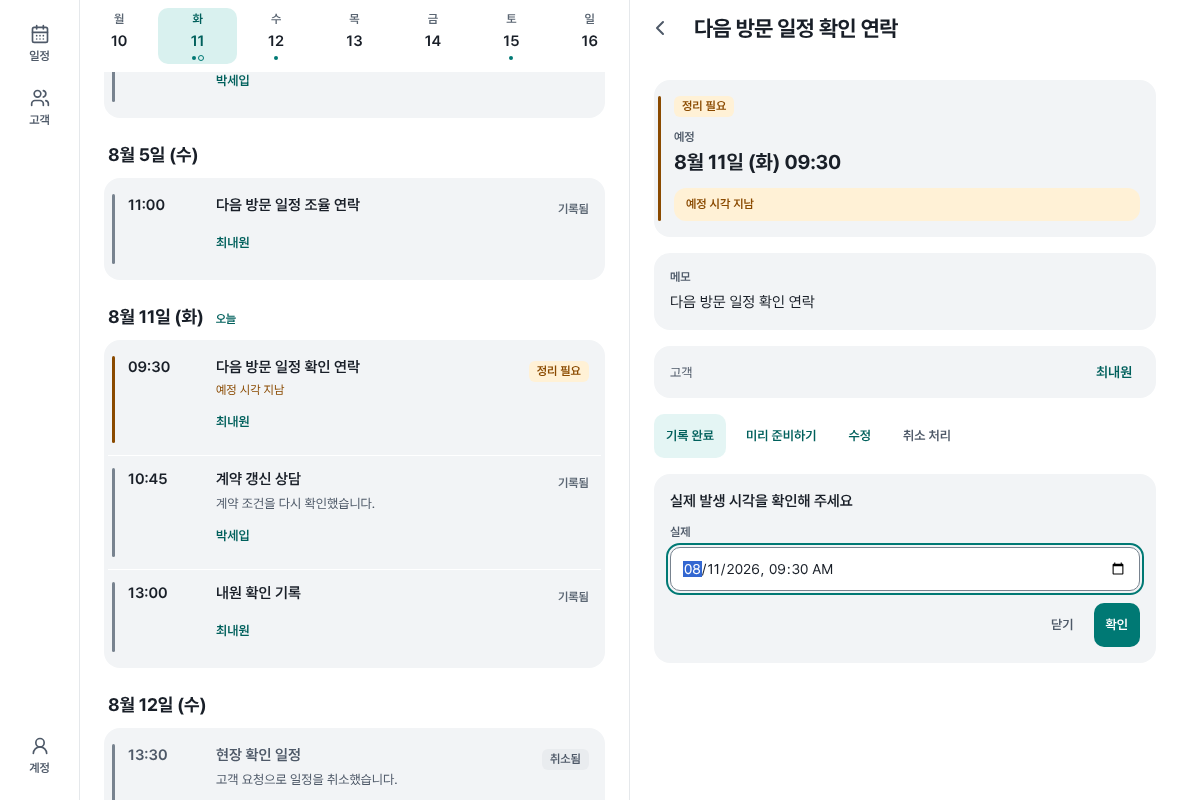 일정
고객
계정
월 화 수 목 금 토 일
10 11 12 13 14 15 16
박세입
8월 5일 (수)
11:00 다음 방문 일정 조율 연락 기록됨
최내원
8월 11일 (화) 오늘
09:30 다음 방문 일정 확인 연락 정리 필요
예정 시각 지남
최내원
10:45 계약 갱신 상담 기록됨
계약 조건을 다시 확인했습니다.
박세입
13:00 내원 확인 기록 기록됨
최내원
8월 12일 (수)
13:30 현장 확인 일정 취소됨
고객 요청으로 일정을 취소했습니다.
다음 방문 일정 확인 연락
정리 필요
예정
8월 11일 (화) 09:30
예정 시각 지남
메모
다음 방문 일정 확인 연락
고객 최내원
기록 완료 미리 준비하기 수정 취소 처리
실제 발생 시각을 확인해 주세요
실제
08/11/2026, 09:30 AM
닫기 확인